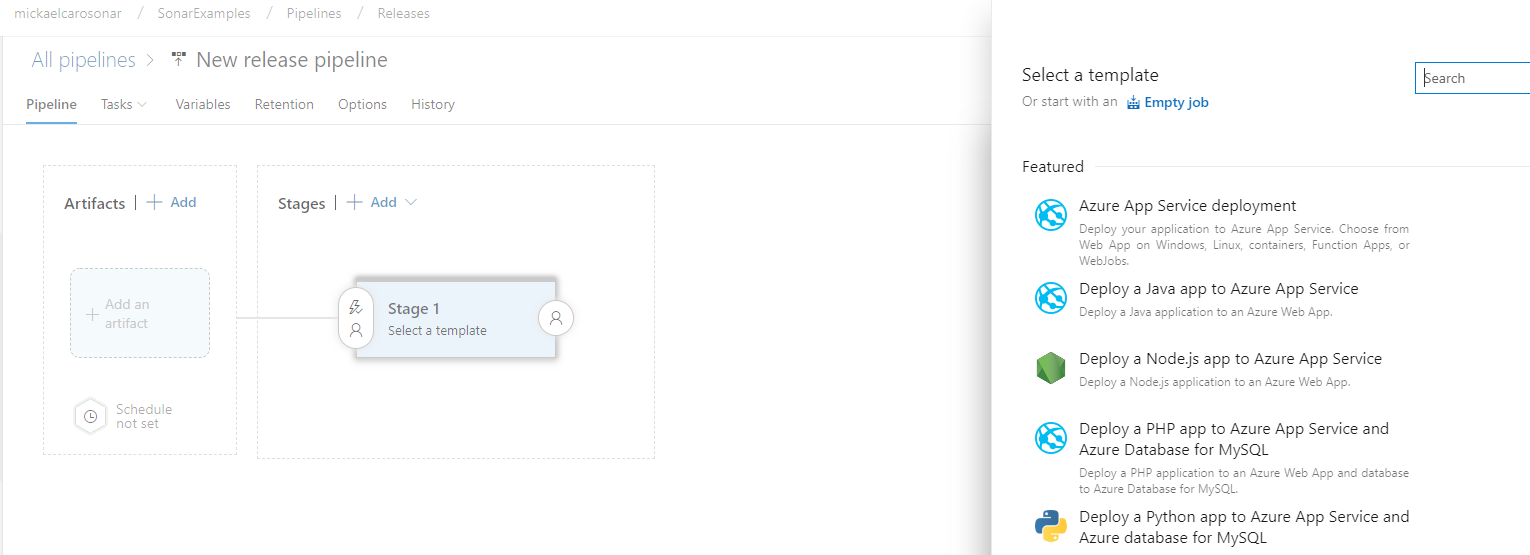 mickaelcarosonar / SonarExamples / Pipelines / Releases
All pipelines > New release pipeline
Pipeline Tasks Variables Retention Options History
Artifacts | + Add
Stages | + Add
+ Add an
artifact
Stage 1
Select a template
Schedule
not set
Select a template
Search
Or start with an Empty job
Featured
Azure App Service deployment
Deploy your application to Azure App Service. Choose from
Web App on Windows, Linux, containers, Function Apps, or
WebJobs.
Deploy a Java app to Azure App Service
Deploy a Java application to an Azure Web App.
Deploy a Node.js app to Azure App Service
Deploy a Node.js application to an Azure Web App.
Deploy a PHP app to Azure App Service and
Azure Database for MySQL
Deploy a PHP application to an Azure Web App and database
to Azure Database for MySQL.
Deploy a Python app to Azure App Service and
Azure database for MySQL